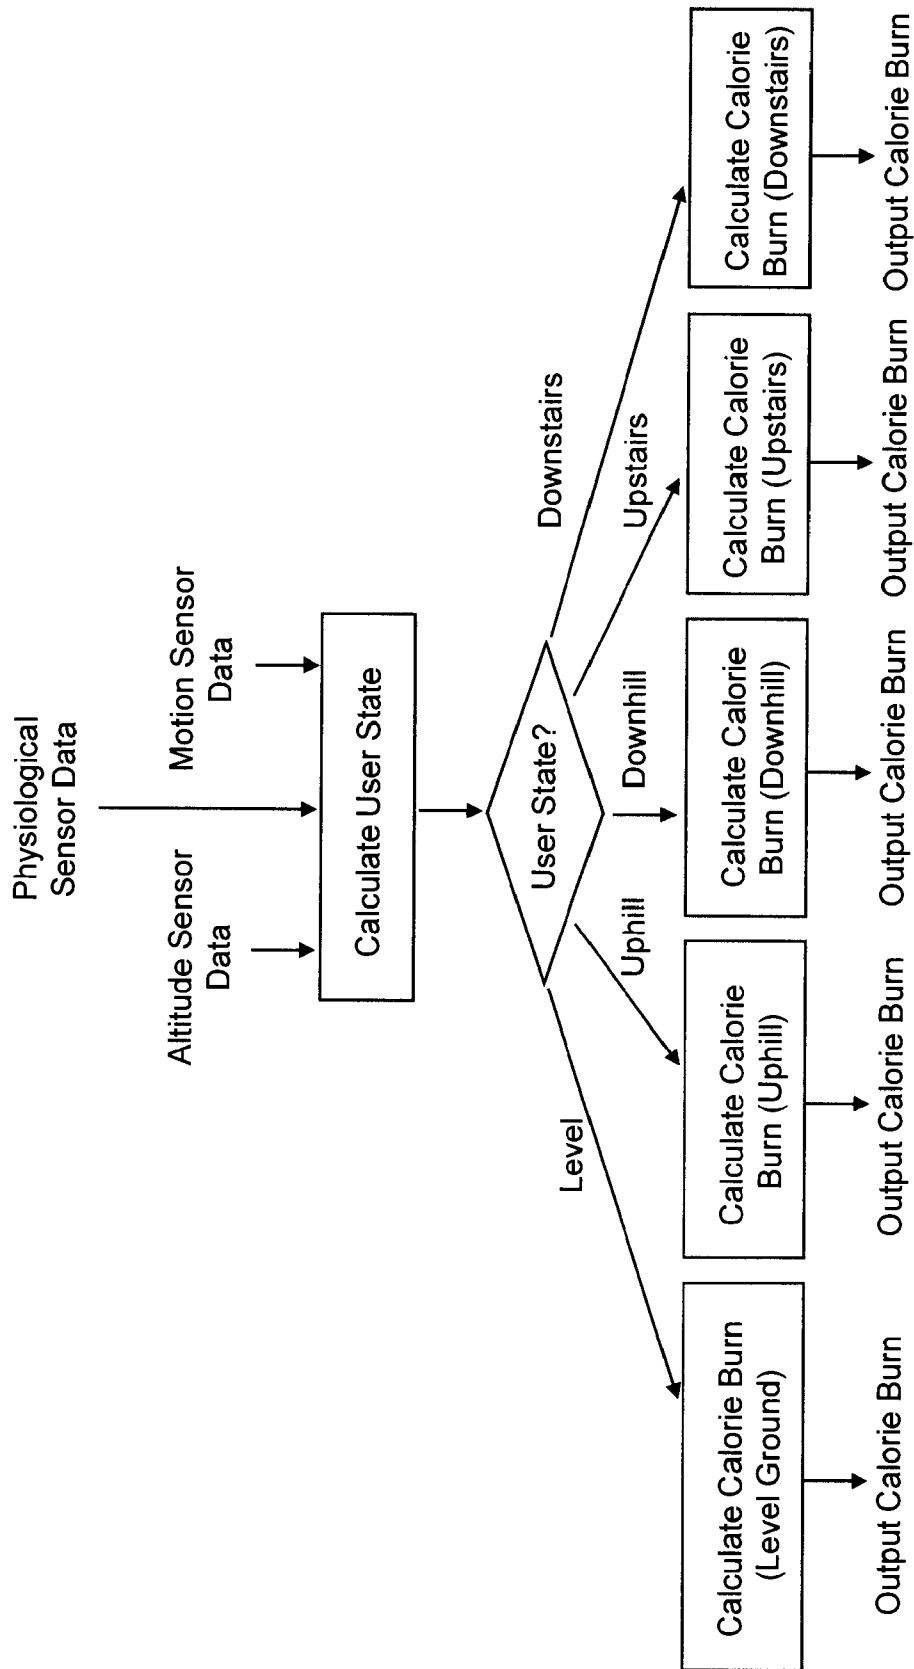 Physiological
Sensor Data
Altitude Sensor
Data
Motion Sensor
Data
Calculate User State
User State?
Level
Uphill
Downhill
Upstairs
Downstairs
Calculate Calorie Burn
(Level Ground)
Calculate Calorie
Burn (Uphill)
Calculate Calorie
Burn (Downhill)
Calculate Calorie
Burn (Upstairs)
Calculate Calorie
Burn (Downstairs)
Output Calorie Burn
Output Calorie Burn
Output Calorie Burn
Output Calorie Burn
Output Calorie Burn